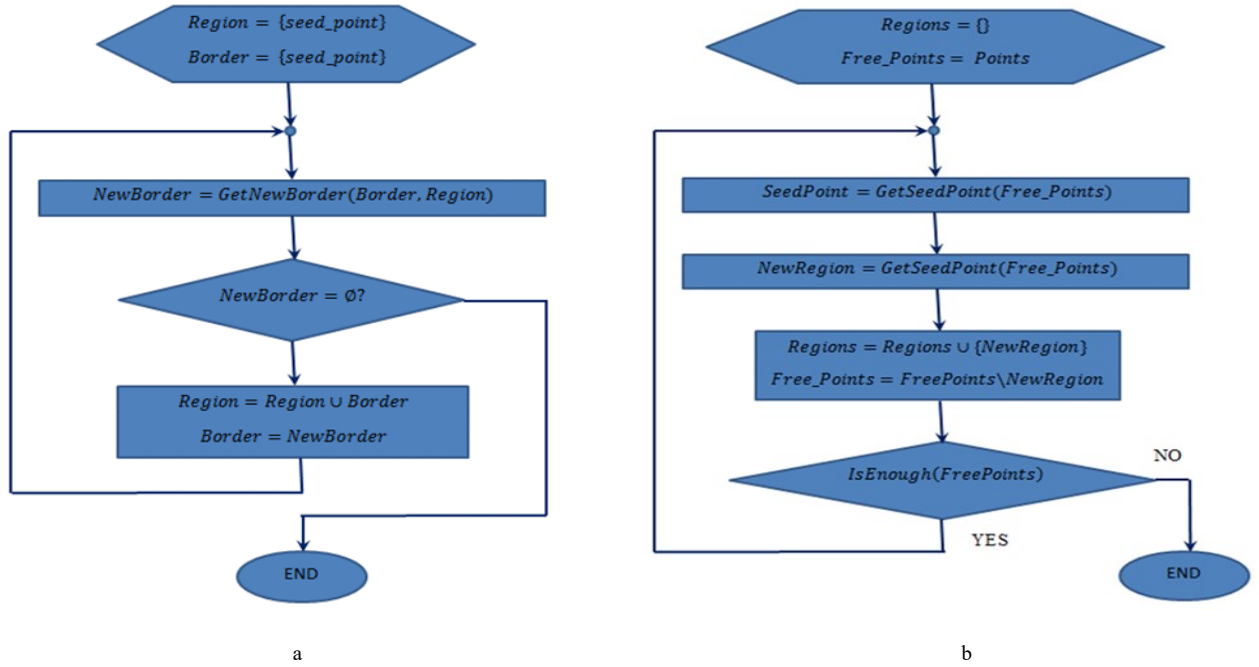 Region = {seed_point}
Border = {seed_point}
NewBorder = GetNewBorder(Border, Region)
NewBorder = ∅?
Region = Region ∪ Border
Border = NewBorder
END
a
Regions = {}
Free_Points = Points
SeedPoint = GetSeedPoint(Free_Points)
NewRegion = GetSeedPoint(Free_Points)
Regions = Regions ∪ {NewRegion}
Free_Points = FreePoints\NewRegion
IsEnough(FreePoints)
NO
YES
END
b